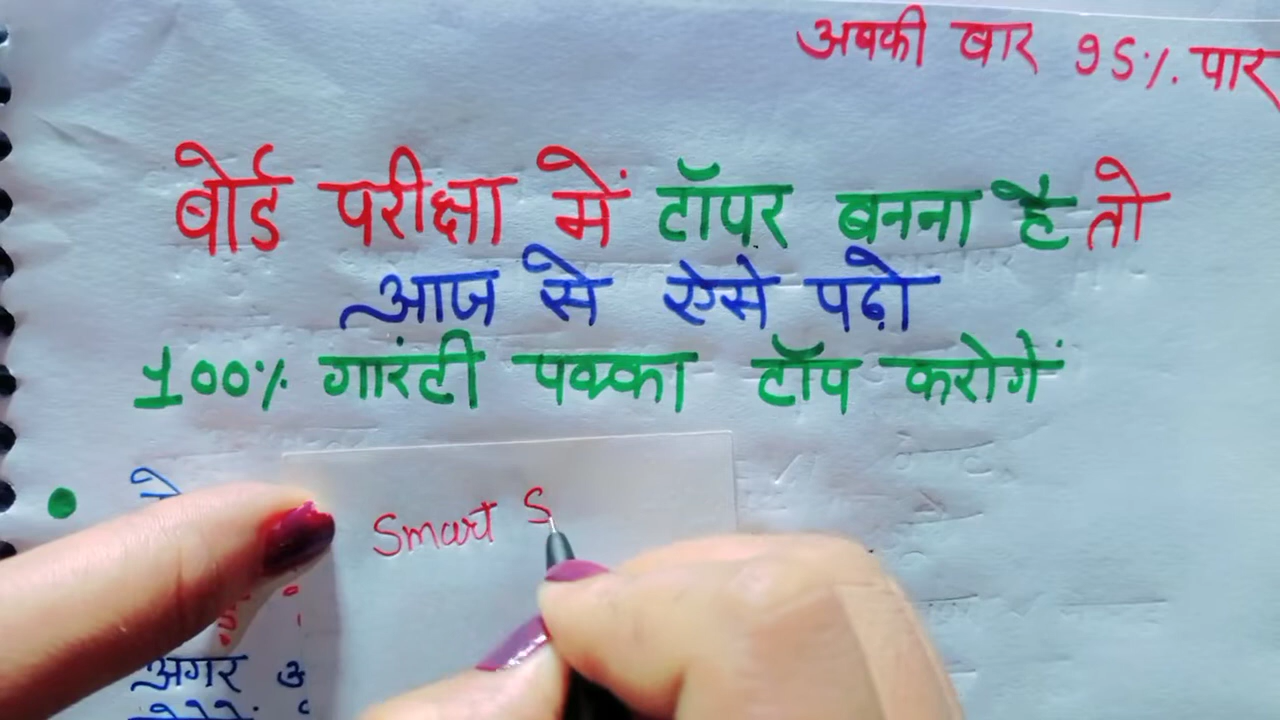 अबकी बार 95% पार
बोर्ड परीक्षा में टॉपर बनना है तो
आज से ऐसे पढ़ो
100% गारंटी पक्का टॉप करोगें
Smart S
अगर